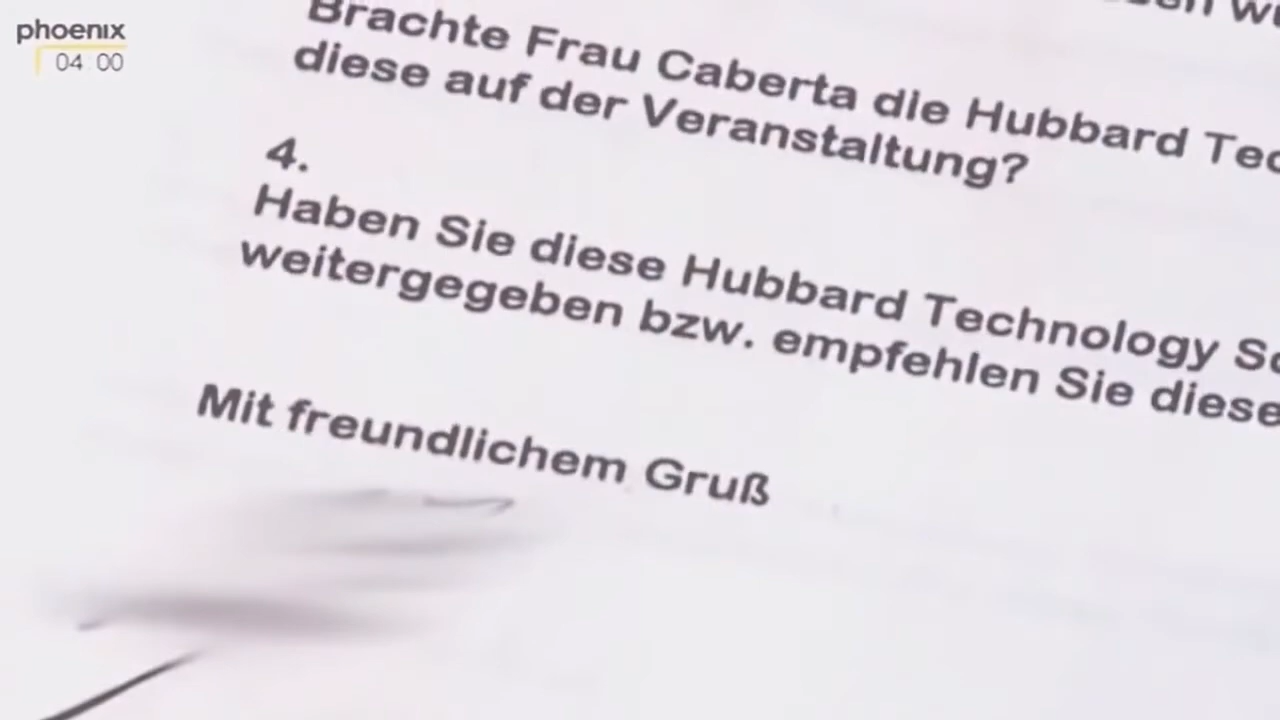 phoenix
04:00
Brachte Frau Caberta die Hubbard
diese auf der Veranstaltung?
4.
Haben Sie diese Hubbard Technology
weitergegeben bzw. empfehlen Sie diese
Mit freundlichem Gruß